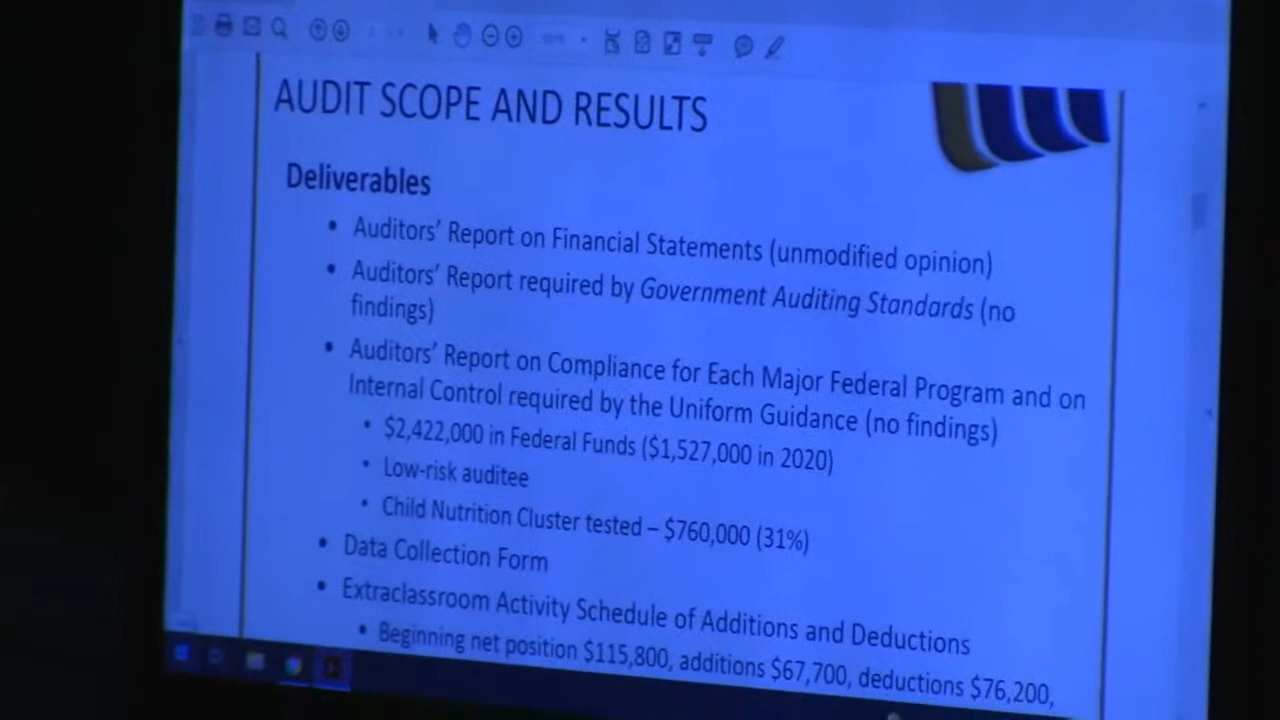 AUDIT SCOPE AND RESULTS
Deliverables
• Auditors’ Report on Financial Statements (unmodified opinion)
• Auditors’ Report required by Government Auditing Standards (no
findings)
• Auditors’ Report on Compliance for Each Major Federal Program and on
Internal Control required by the Uniform Guidance (no findings)
• $2,422,000 in Federal Funds ($1,527,000 in 2020)
• Low-risk auditee
• Child Nutrition Cluster tested – $760,000 (31%)
• Data Collection Form
• Extraclassroom Activity Schedule of Additions and Deductions
• Beginning net position $115,800, additions $67,700, deductions $76,200,